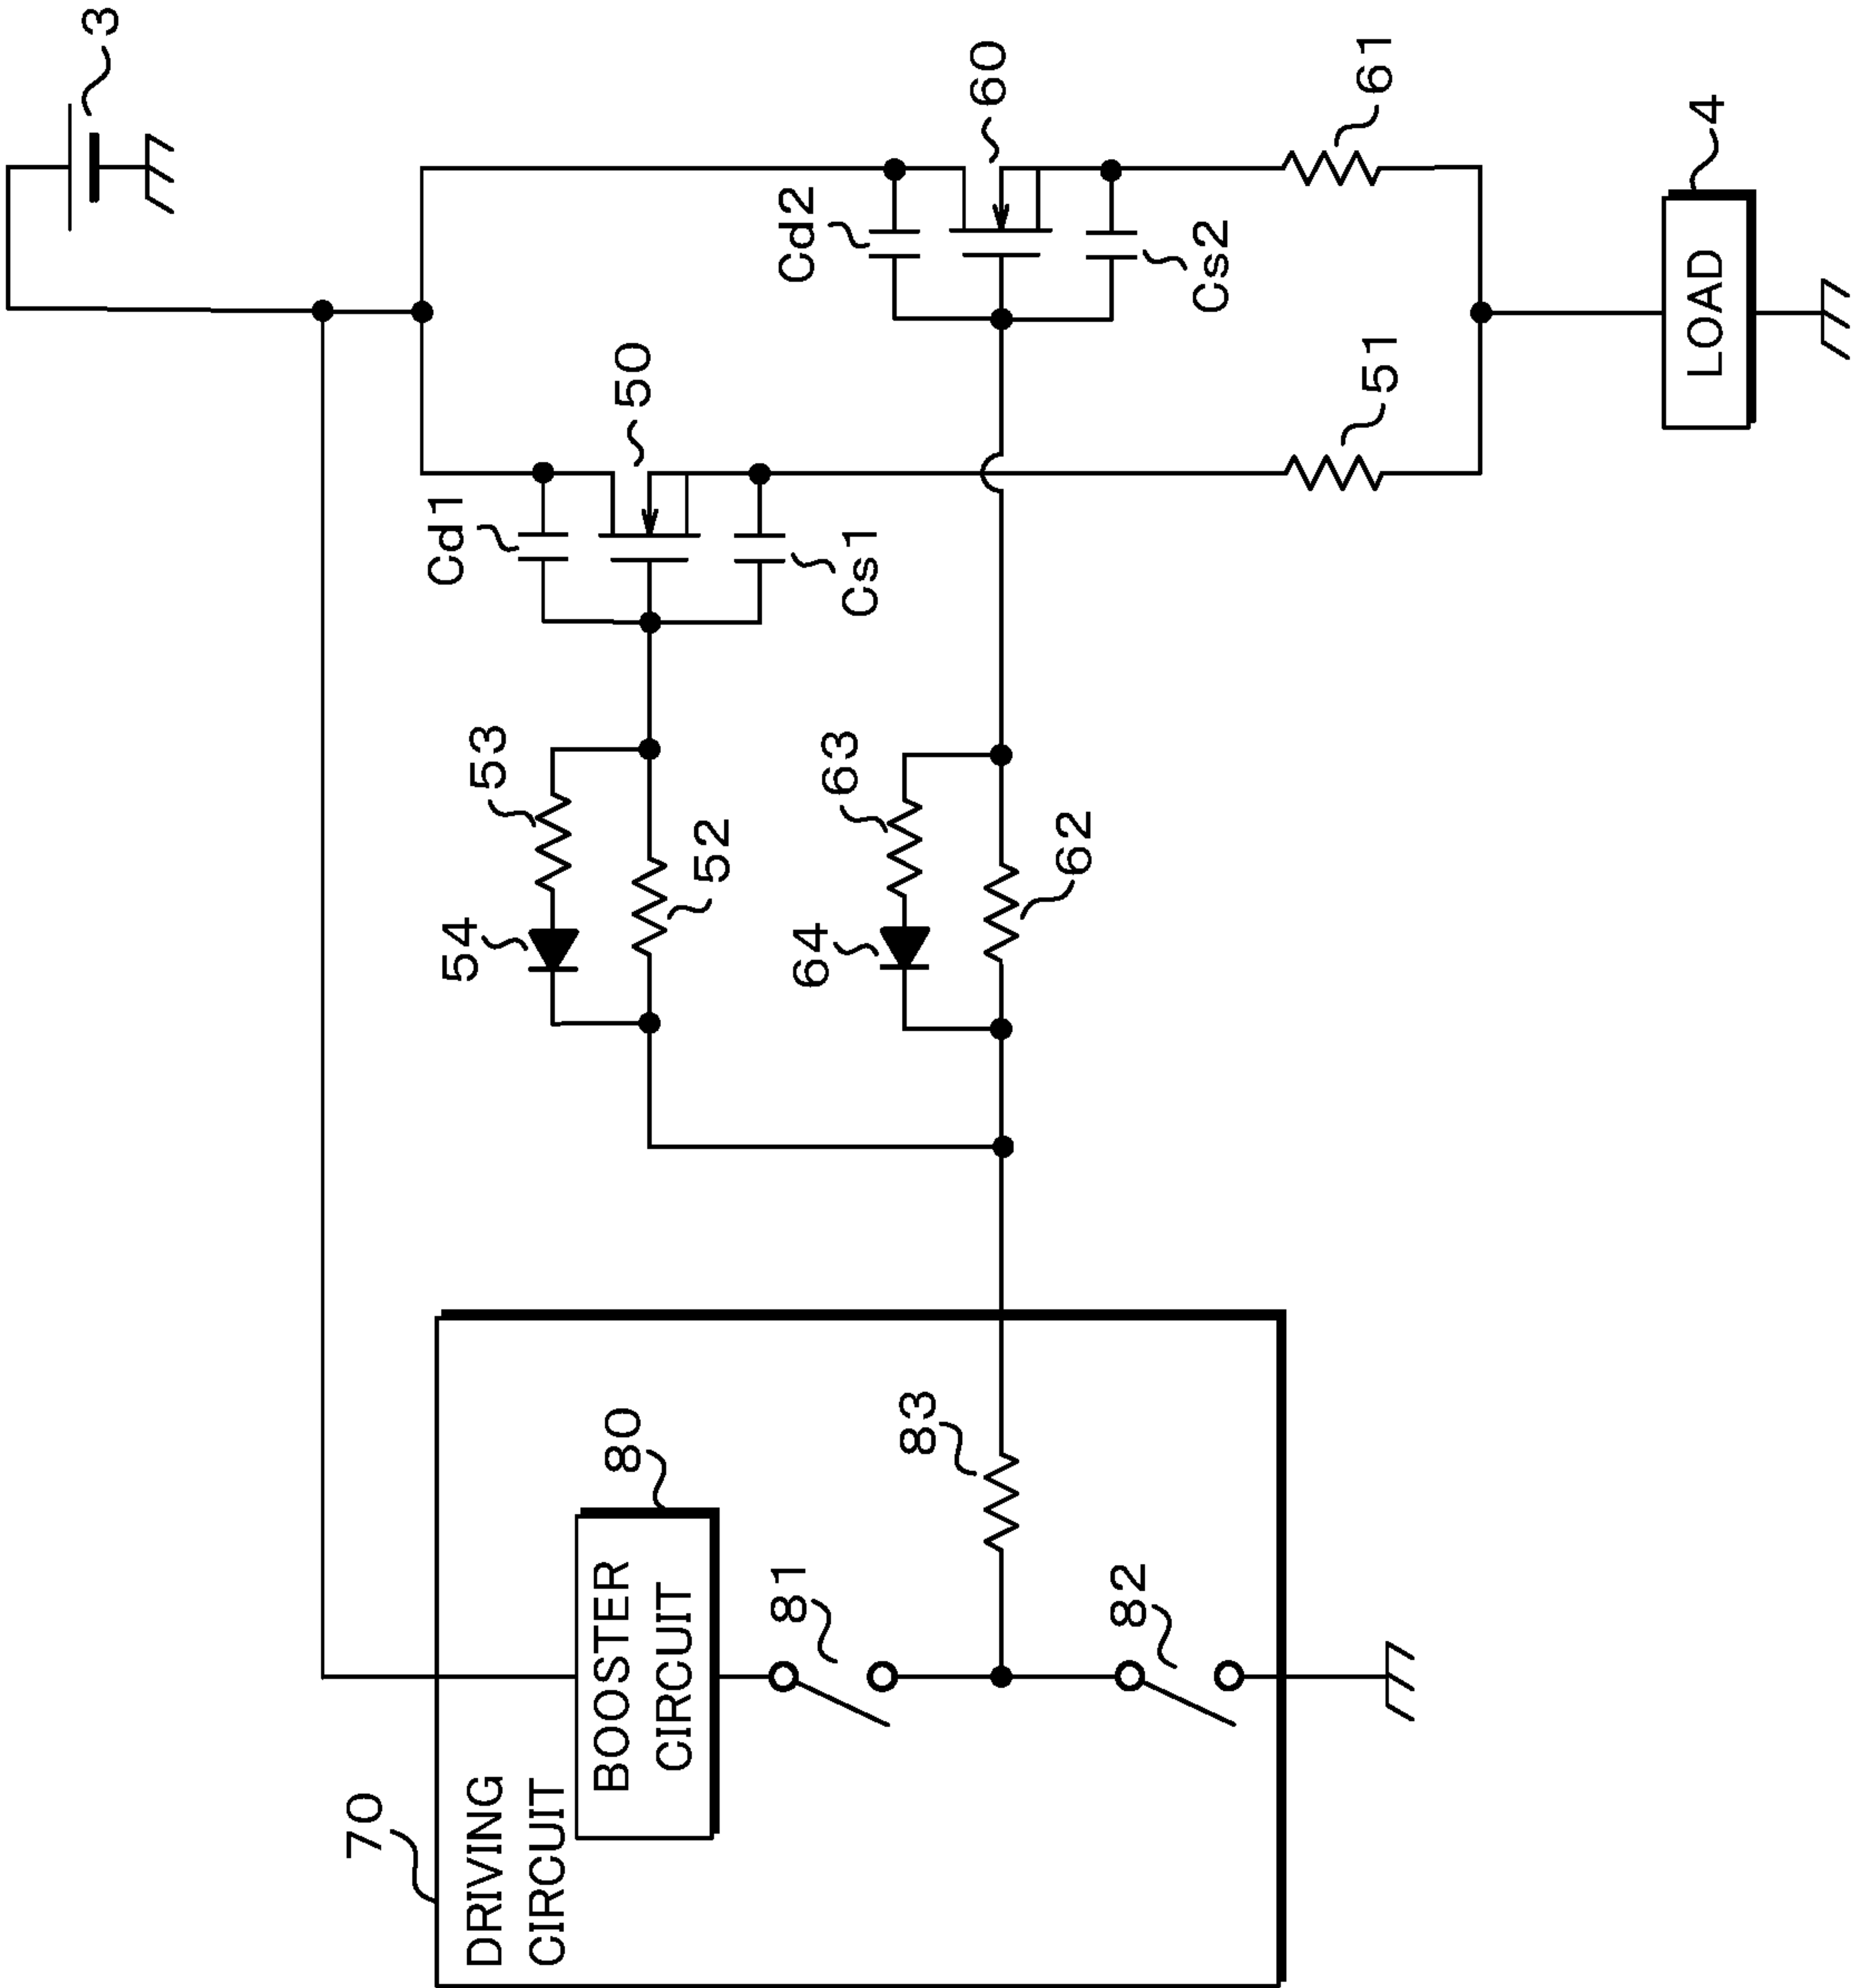 3
60
61
4
Cd2
Cs2
LOAD
50
51
Cd1
Cs1
53
63
52
62
54
64
83
80
BOOSTER
CIRCUIT
81
82
70
DRIVING
CIRCUIT